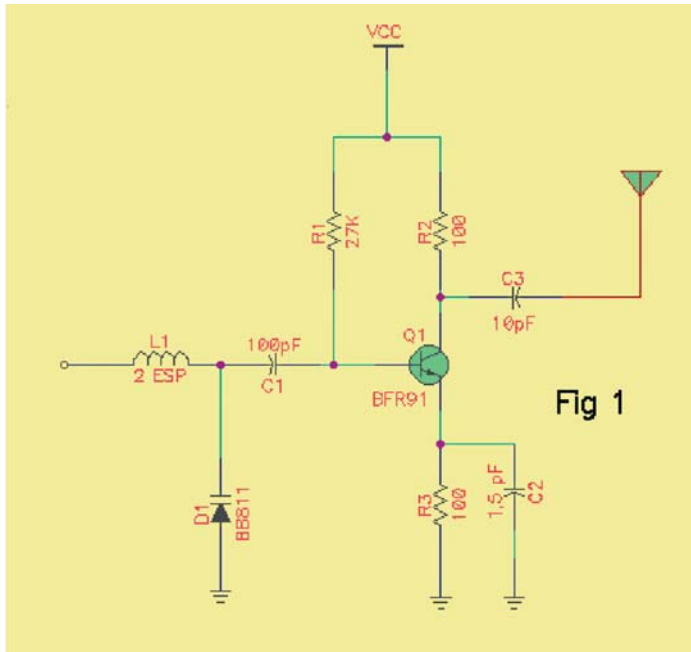 VCC
R1
27K
R2
100
C3
10pF
L1
2 ESP
100pF
C1
Q1
BFR91
Fig 1
D1
BB811
R3
100
1,5 pF
C2